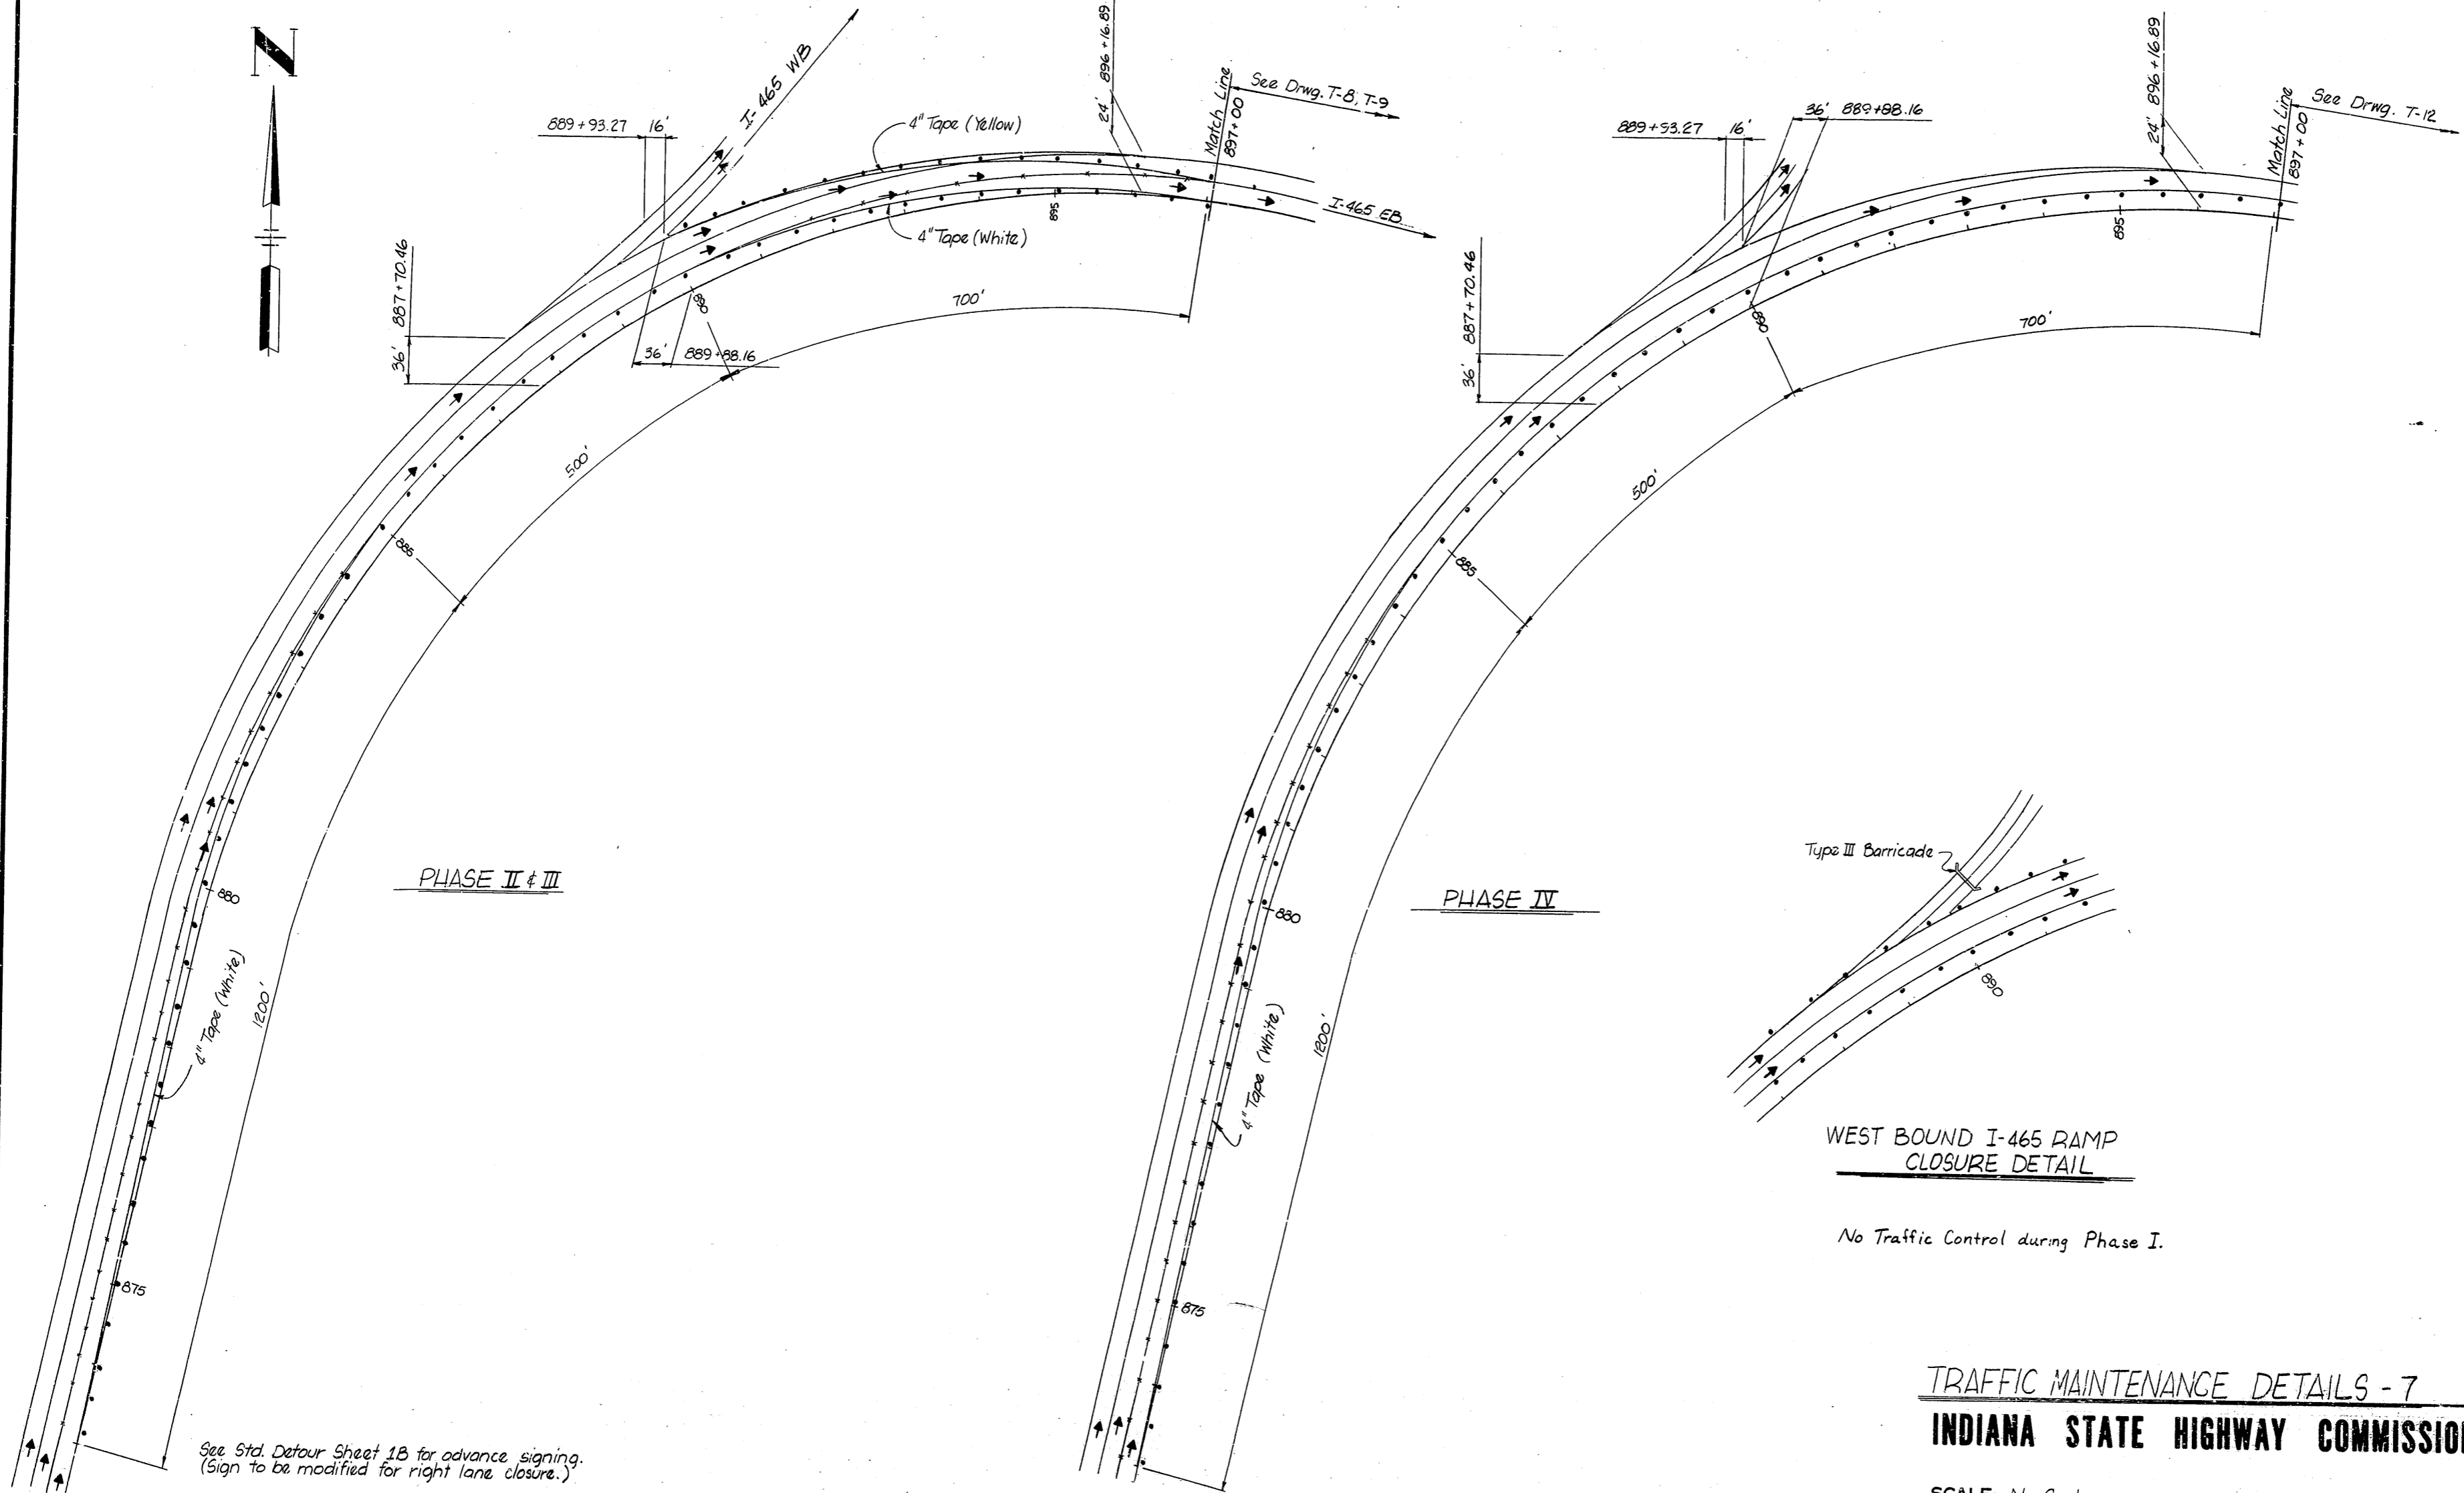 N
I-465 WB
889+93.27 16'
4" Tape (Yellow)
24' 896+16.89
Match Line
897+00
See Drwg. T-8, T-9
I-465 EB
4" Tape (White)
895
887+70.46
36'
890
36' 889+88.16
700'
500'
885
880
4" Tape (White)
1200'
875
PHASE II & III
See Std. Detour Sheet 1B for advance signing.
(Sign to be modified for right lane closure.)
889+93.27 16'
36' 889+88.16
24' 896+16.89
Match Line
897+00
See Drwg. T-12
895
887+70.46
36'
890
700'
500'
885
880
4" Tape (White)
1200'
875
PHASE IV
Type III Barricade
890
WEST BOUND I-465 RAMP
CLOSURE DETAIL
No Traffic Control during Phase I.
TRAFFIC MAINTENANCE DETAILS - 7
INDIANA STATE HIGHWAY COMMISSION